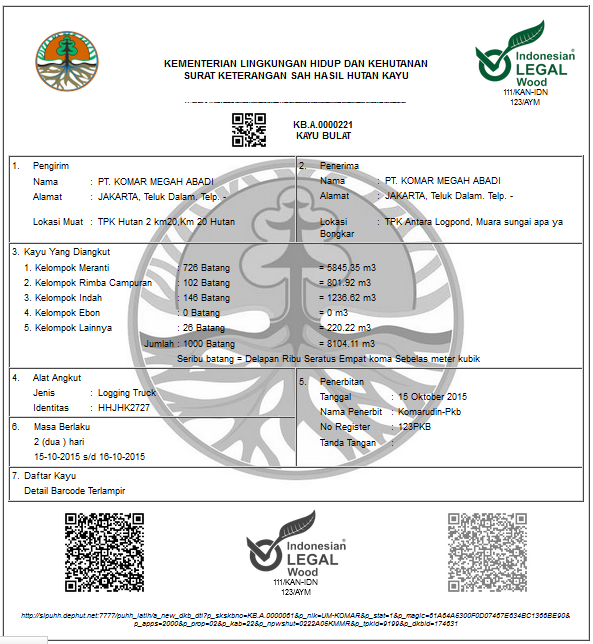 KEMENTERIAN LINGKUNGAN HIDUP DAN KEHUTANAN
SURAT KETERANGAN SAH HASIL HUTAN KAYU
Indonesian
LEGAL
Wood
111/KAN-IDN
123/AYM
KB.A.0000221
KAYU BULAT
1. Pengirim
Nama : PT. KOMAR MEGAH ABADI
Alamat : JAKARTA, Teluk Dalam. Telp. -
Lokasi Muat : TPK Hutan 2 km20,Km 20 Hutan
2. Penerima
Nama : PT. KOMAR MEGAH ABADI
Alamat : JAKARTA, Teluk Dalam. Telp. -
Lokasi Bongkar : TPK Antara Logpond, Muara sungai apa ya
3. Kayu Yang Diangkut
1. Kelompok Meranti : 726 Batang = 5845.35 m3
2. Kelompok Rimba Campuran : 102 Batang = 801.92 m3
3. Kelompok Indah : 146 Batang = 1236.62 m3
4. Kelompok Ebon : 0 Batang = 0 m3
5. Kelompok Lainnya : 26 Batang = 220.22 m3
Jumlah : 1000 Batang = 8104.11 m3
Seribu batang = Delapan Ribu Seratus Empat koma Sebelas meter kubik
4. Alat Angkut
Jenis : Logging Truck
Identitas : HHJHK2727
5. Penerbitan
Tanggal : 15 Oktober 2015
Nama Penerbit : Komarudin-Pkb
No Register : 123PKB
Tanda Tangan :
6. Masa Berlaku
2 (dua ) hari
15-10-2015 s/d 16-10-2015
7. Daftar Kayu
Detail Barcode Terlampir
Indonesian
LEGAL
Wood
111/KAN-IDN
123/AYM
http://sipuhh.dephut.net:7777/puhh_latih/a_new_dkb_dtl?p_skskbno=KB.A.0000061&p_nik=UM-KOMAR&p_stat=1&p_magic=61A64A5300F0D07467E634BC1366BE90&
p_apps=2000&p_prop=02&p_kab=22&p_npwshut=0222A05KMMR&p_tpkid=9199&p_dkbid=174631